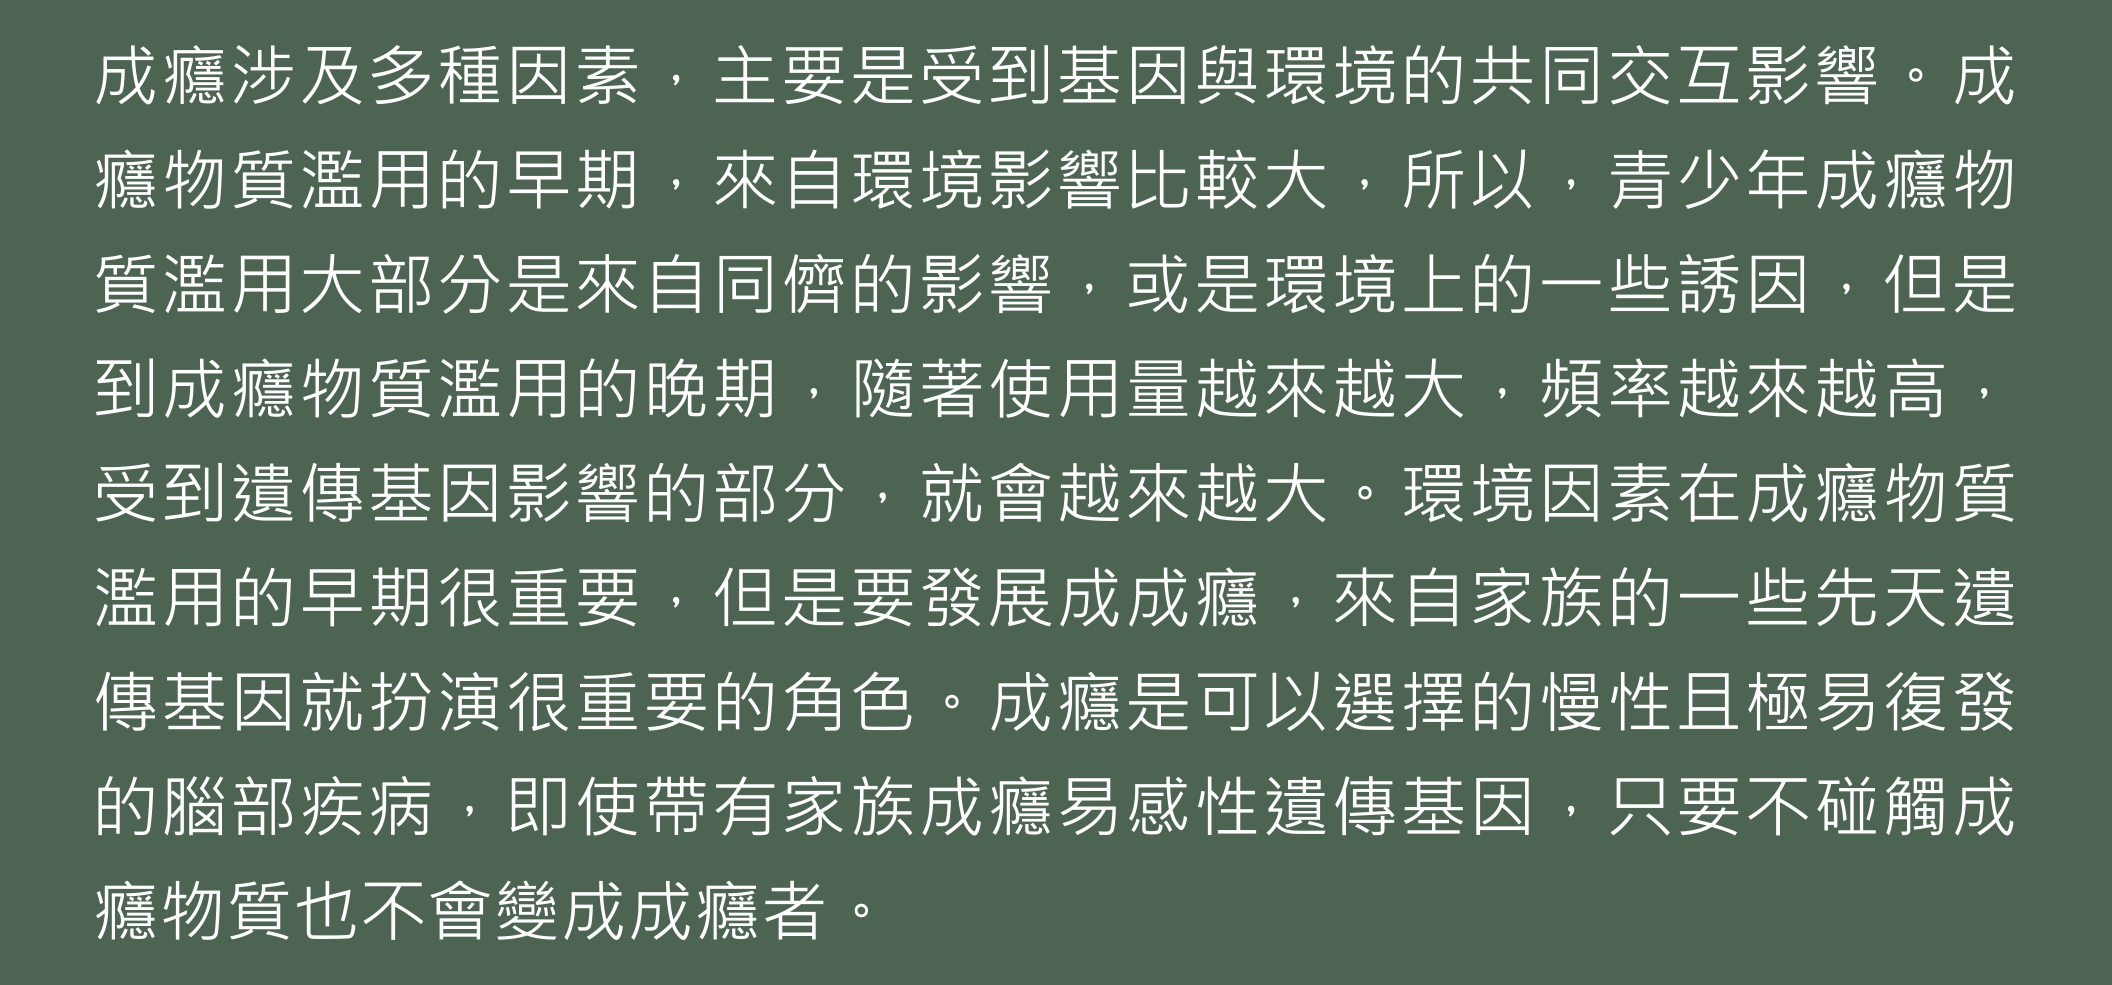 成癮涉及多種因素，主要是受到基因與環境的共同交互影響。成
癮物質濫用的早期，來自環境影響比較大，所以，青少年成癮物
質濫用大部分是來自同儕的影響，或是環境上的一些誘因，但是
到成癮物質濫用的晚期，隨著使用量越來越大，頻率越來越高，
受到遺傳基因影響的部分，就會越來越大。環境因素在成癮物質
濫用的早期很重要，但是要發展成成癮，來自家族的一些先天遺
傳基因就扮演很重要的角色。成癮是可以選擇的慢性且極易復發
的腦部疾病，即使帶有家族成癮易感性遺傳基因，只要不碰觸成
癮物質也不會變成成癮者。